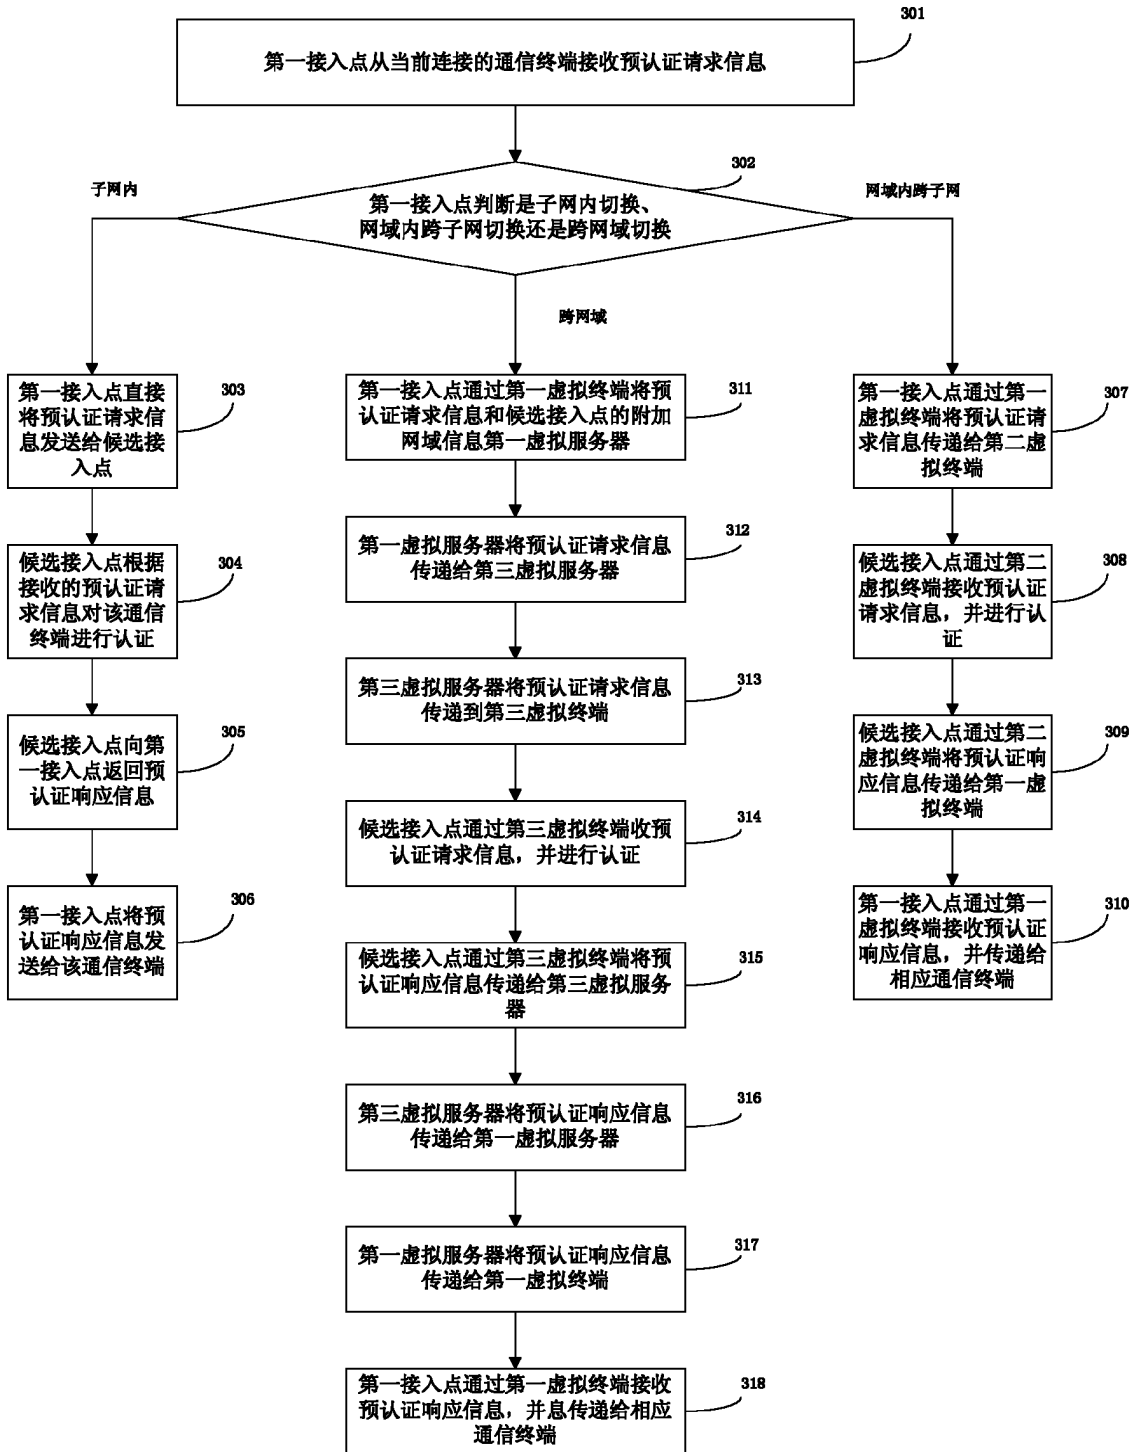 301
第一接入点从当前连接的通信终端接收预认证请求信息
302
子网内
网域内跨子网
第一接入点判断是子网内切换、
网域内跨子网切换还是跨网域切换
跨网域
第一接入点直接
将预认证请求信
息发送给候选接
入点
303
候选接入点根据
接收的预认证请
求信息对该通信
终端进行认证
304
候选接入点向第
一接入点返回预
认证响应信息
305
第一接入点将预
认证响应信息发
送给该通信终端
306
第一接入点通过第一虚拟终端将预
认证请求信息和候选接入点的附加
网域信息第一虚拟服务器
311
第一虚拟服务器将预认证请求信息
传递给第三虚拟服务器
312
第三虚拟服务器将预认证请求信息
传递到第三虚拟终端
313
候选接入点通过第三虚拟终端收预
认证请求信息，并进行认证
314
候选接入点通过第三虚拟终端将预
认证响应信息传递给第三虚拟服务
器
315
第三虚拟服务器将预认证响应信息
传递给第一虚拟服务器
316
第一虚拟服务器将预认证响应信息
传递给第一虚拟终端
317
第一接入点通过第一虚拟终端接收
预认证响应信息，并息传递给相应
通信终端
318
第一接入点通过第一
虚拟终端将预认证请
求信息传递给第二虚
拟终端
307
候选接入点通过第二
虚拟终端接收预认证
请求信息，并进行认
证
308
候选接入点通过第二
虚拟终端将预认证响
应信息传递给第一虚
拟终端
309
第一接入点通过第一
虚拟终端接收预认证
响应信息，并传递给
相应通信终端
310